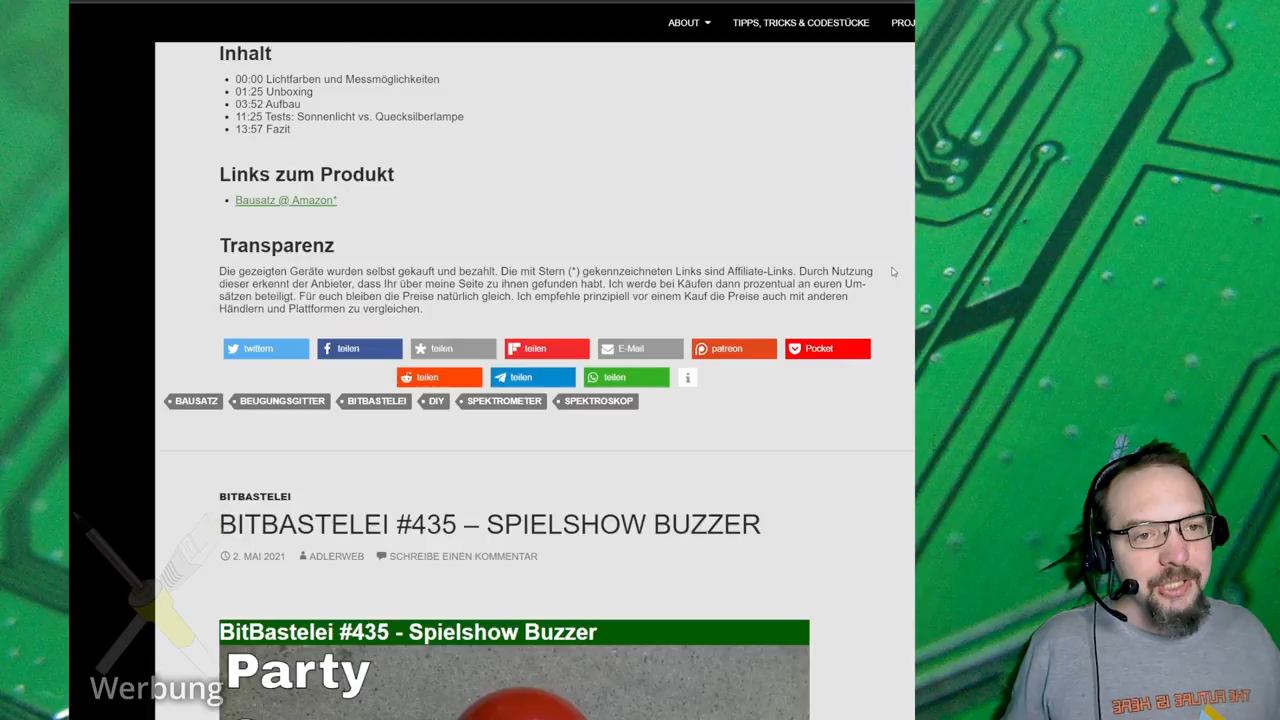 ABOUT TIPPS, TRICKS & CODESTÜCKE PROJ
Inhalt
00:00 Lichtfarben und Messmöglichkeiten
01:25 Unboxing
03:52 Aufbau
11:25 Tests: Sonnenlicht vs. Quecksilberlampe
13:57 Fazit
Links zum Produkt
Bausatz @ Amazon*
Transparenz
Die gezeigten Geräte wurden selbst gekauft und bezahlt. Die mit Stern (*) gekennzeichneten Links sind Affiliate-Links. Durch Nutzung
dieser erkennt der Anbieter, dass Ihr über meine Seite zu ihnen gefunden habt. Ich werde bei Käufen dann prozentual an euren Um-
sätzen beteiligt. Für euch bleiben die Preise natürlich gleich. Ich empfehle prinzipiell vor einem Kauf die Preise auch mit anderen
Händlern und Plattformen zu vergleichen.
twittern teilen teilen teilen E-Mail patreon Pocket
teilen teilen teilen
BAUSATZ BEUGUNGSGITTER BITBASTELEI DIY SPEKTROMETER SPEKTROSKOP
BITBASTELEI
BITBASTELEI #435 – SPIELSHOW BUZZER
2. MAI 2021 ADLERWEB SCHREIBE EINEN KOMMENTAR
BitBastelei #435 - Spielshow Buzzer
Party
Werbung
THE FUTURE IS HERE